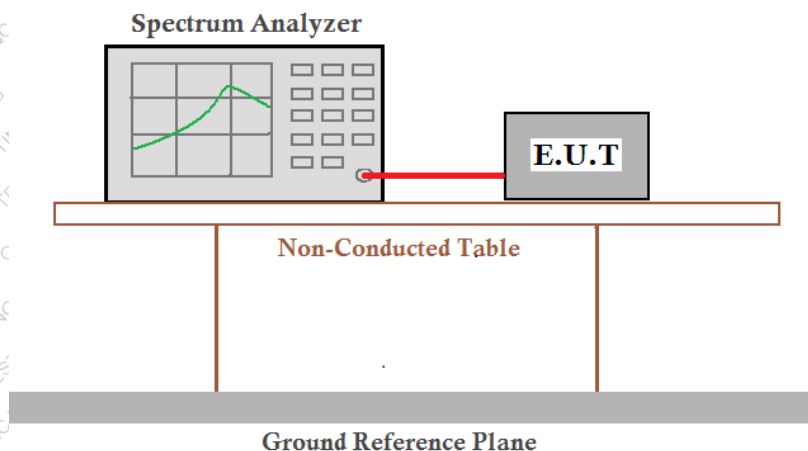 Spectrum Analyzer
E.U.T
Non-Conducted Table
Ground Reference Plane